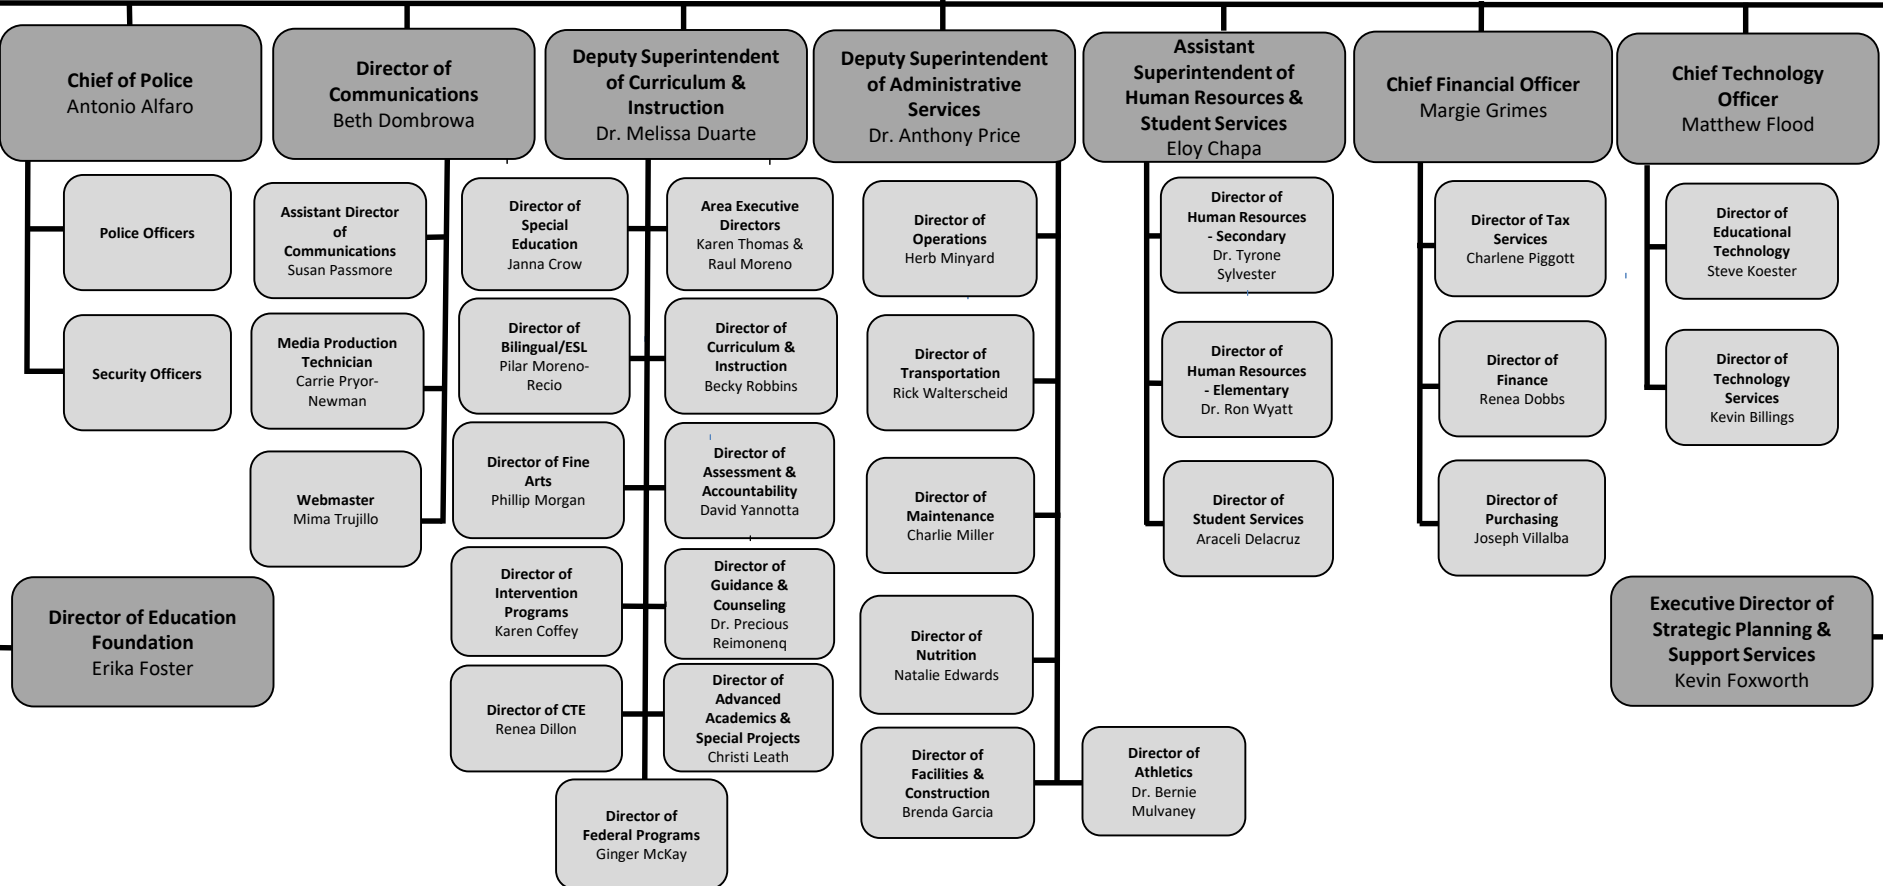 Chief of Police
Antonio Alfaro
Director of
Communications
Beth Dombrowa
Deputy Superintendent
of Curriculum &
Instruction
Dr. Melissa Duarte
Deputy Superintendent
of Administrative
Services
Dr. Anthony Price
Assistant
Superintendent of
Human Resources &
Student Services
Eloy Chapa
Chief Financial Officer
Margie Grimes
Chief Technology
Officer
Matthew Flood
Police Officers
Security Officers
Assistant Director
of
Communications
Susan Passmore
Media Production
Technician
Carrie Pryor-
Newman
Webmaster
Mima Trujillo
Director of
Special
Education
Janna Crow
Area Executive
Directors
Karen Thomas &
Raul Moreno
Director of
Bilingual/ESL
Pilar Moreno-
Recio
Director of
Curriculum &
Instruction
Becky Robbins
Director of Fine
Arts
Phillip Morgan
Director of
Assessment &
Accountability
David Yannotta
Director of
Intervention
Programs
Karen Coffey
Director of
Guidance &
Counseling
Dr. Precious
Reimonenq
Director of CTE
Renea Dillon
Director of
Advanced
Academics &
Special Projects
Christi Leath
Director of
Federal Programs
Ginger McKay
Director of
Operations
Herb Minyard
Director of
Transportation
Rick Walterscheid
Director of
Maintenance
Charlie Miller
Director of
Nutrition
Natalie Edwards
Director of
Facilities &
Construction
Brenda Garcia
Director of
Athletics
Dr. Bernie
Mulvaney
Director of
Human Resources
- Secondary
Dr. Tyrone
Sylvester
Director of
Human Resources
- Elementary
Dr. Ron Wyatt
Director of
Student Services
Araceli Delacruz
Director of Tax
Services
Charlene Piggott
Director of
Finance
Renea Dobbs
Director of
Purchasing
Joseph Villalba
Director of
Educational
Technology
Steve Koester
Director of
Technology
Services
Kevin Billings
Director of Education
Foundation
Erika Foster
Executive Director of
Strategic Planning &
Support Services
Kevin Foxworth